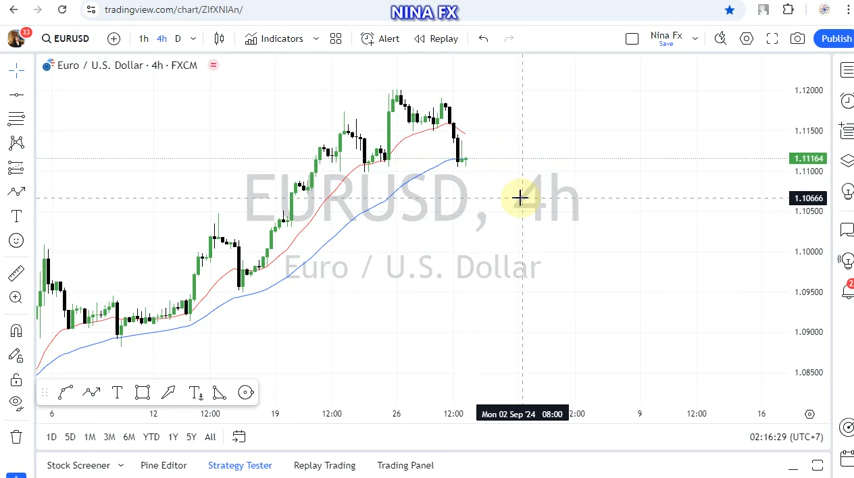 tradingview.com/chart/ZIfXNIAn/
NINA FX
33
EURUSD
1h 4h D
Indicators
Alert
Replay
Nina Fx
Save
Publish
Euro / U.S. Dollar · 4h · FXCM
1.12000
1.11500
1.11164
1.11000
1.10666
1.10500
1.10000
1.09500
1.09000
1.08500
EURUSD, 4h
Euro / U.S. Dollar
6 12 12:00 19 12:00 26 12:00 Mon 02 Sep '24 08:00 2:00 9 12:00 16
1D 5D 1M 3M 6M YTD 1Y 5Y All
02:16:29 (UTC+7)
Stock Screener Pine Editor Strategy Tester Replay Trading Trading Panel